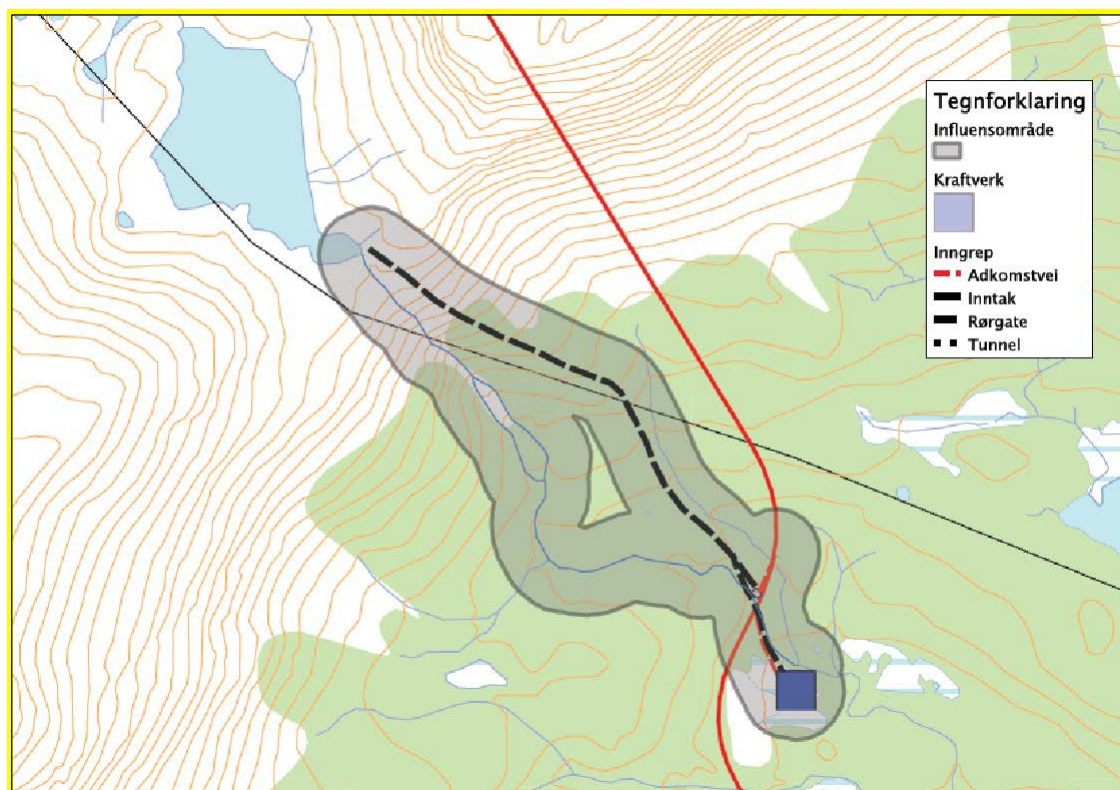 Tegnforklaring
Influensområde
Kraftverk
Inngrep
Adkomstvei
Inntak
Rørgate
Tunnel